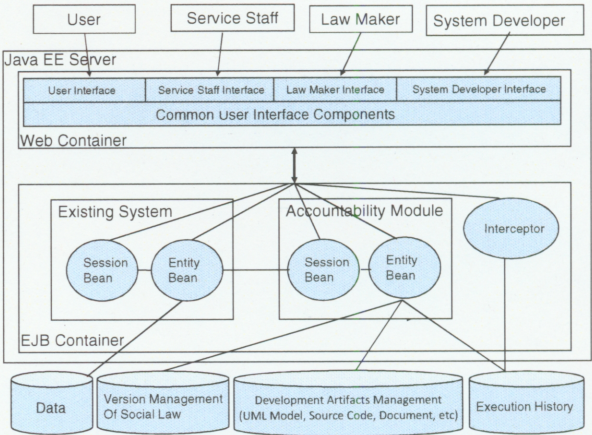 User
Service Staff
Law Maker
System Developer
Java EE Server
User Interface
Service Staff Interface
Law Maker Interface
System Developer Interface
Common User Interface Components
Web Container
Existing System
Accountability Module
Session
Bean
Entity
Bean
Session
Bean
Entity
Bean
Interceptor
EJB Container
Data
Version Management
Of Social Law
Development Artifacts Management
(UML Model, Source Code, Document, etc)
Execution History